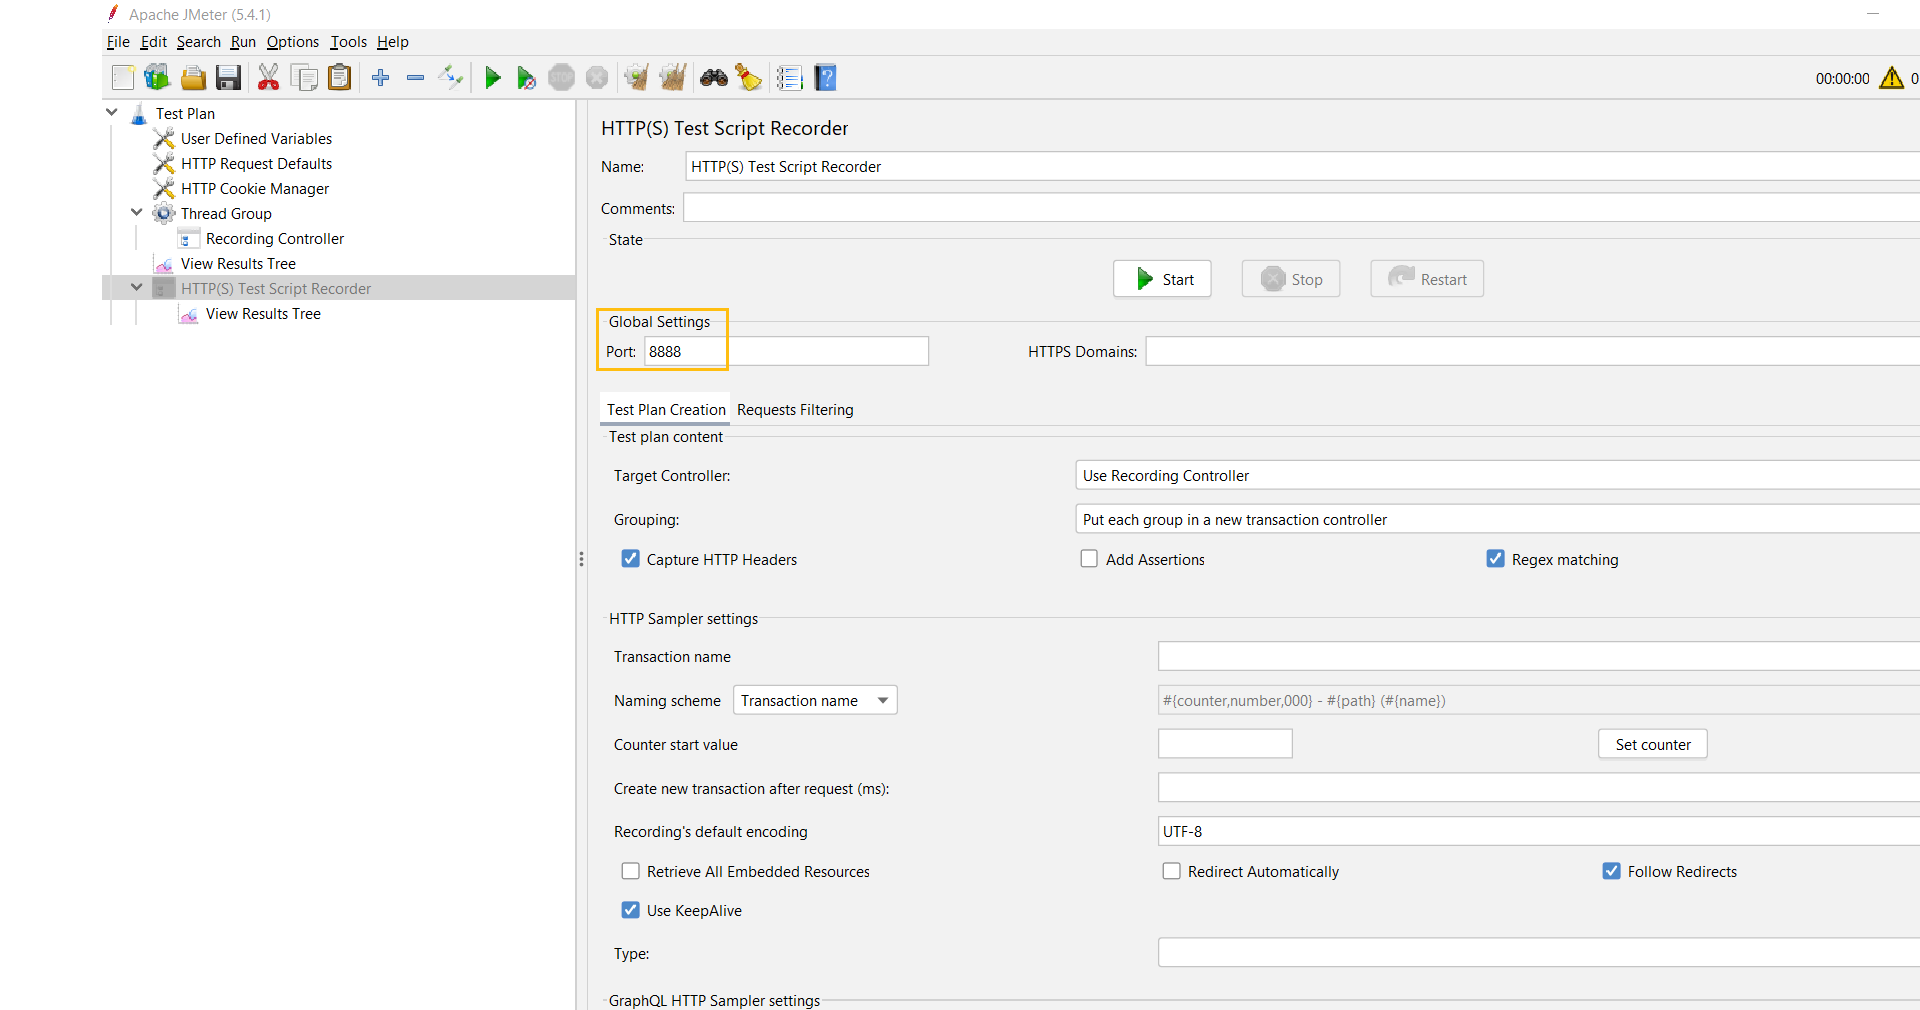 Apache JMeter (5.4.1)
File Edit Search Run Options Tools Help
STOP
?
00:00:00
0
Test Plan
User Defined Variables
HTTP Request Defaults
HTTP Cookie Manager
Thread Group
Recording Controller
View Results Tree
HTTP(S) Test Script Recorder
View Results Tree
HTTP(S) Test Script Recorder
Name: HTTP(S) Test Script Recorder
Comments:
State
Start Stop Restart
Global Settings
Port: 8888 HTTPS Domains:
Test Plan Creation Requests Filtering
Test plan content
Target Controller: Use Recording Controller
Grouping: Put each group in a new transaction controller
Capture HTTP Headers Add Assertions Regex matching
HTTP Sampler settings
Transaction name
Naming scheme Transaction name #{counter,number,000} - #{path} (#{name})
Counter start value Set counter
Create new transaction after request (ms):
Recording's default encoding UTF-8
Retrieve All Embedded Resources Redirect Automatically Follow Redirects
Use KeepAlive
Type:
GraphQL HTTP Sampler settings